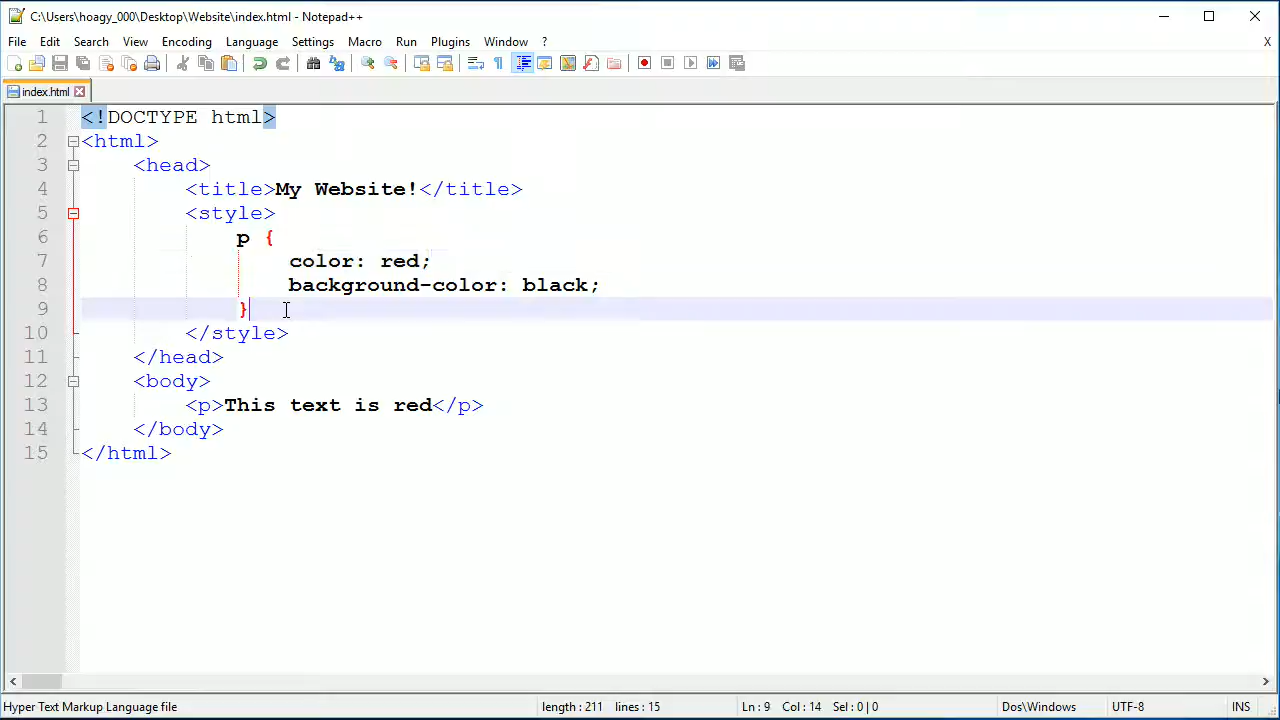 C:\Users\hoagy_000\Desktop\Website\index.html - Notepad++
File Edit Search View Encoding Language Settings Macro Run Plugins Window ? X
index.html
1 <!DOCTYPE html>
2 <html>
3 <head>
4 <title>My Website!</title>
5 <style>
6 p {
7 color: red;
8 background-color: black;
9 }
10 </style>
11 </head>
12 <body>
13 <p>This text is red</p>
14 </body>
15 </html>
Hyper Text Markup Language file length : 211 lines : 15 Ln : 9 Col : 14 Sel : 0 | 0 Dos\Windows UTF-8 INS